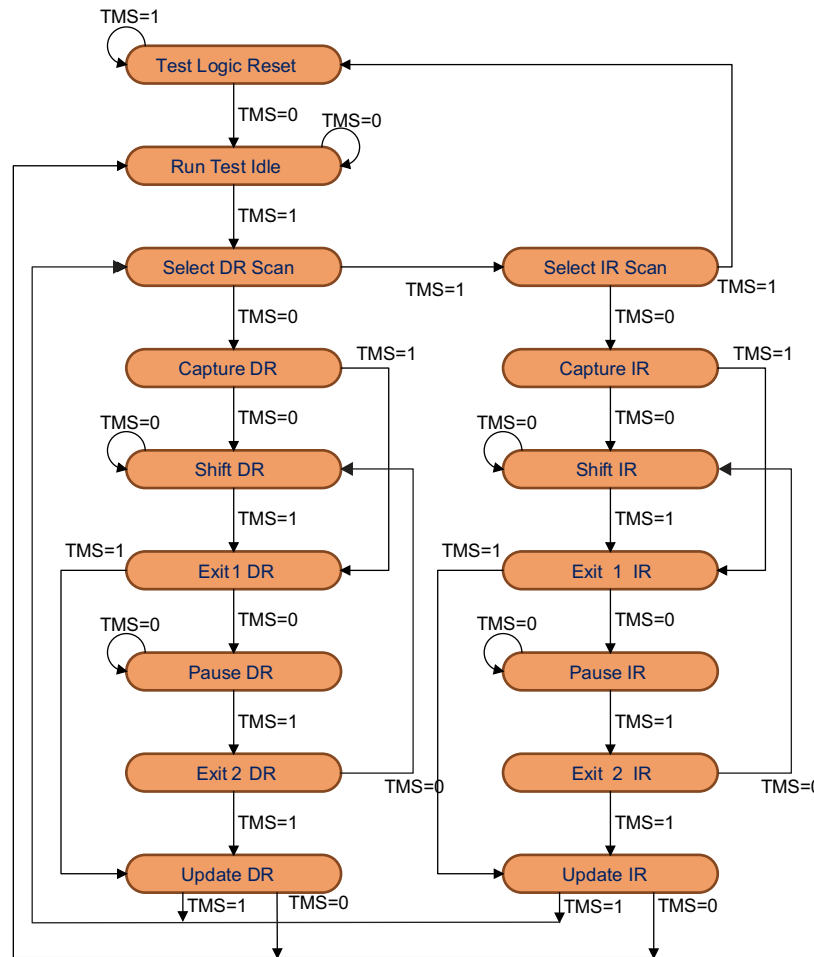 TMS=1
Test Logic Reset
TMS=0
TMS=0
Run Test Idle
TMS=1
Select DR Scan
TMS=1
Select IR Scan
TMS=1
TMS=0
TMS=0
Capture DR
TMS=1
Capture IR
TMS=1
TMS=0
TMS=0
TMS=0
TMS=0
Shift DR
Shift IR
TMS=1
TMS=1
TMS=1
TMS=1
Exit1 DR
Exit 1 IR
TMS=0
TMS=0
TMS=0
TMS=0
Pause DR
Pause IR
TMS=1
TMS=1
Exit 2 DR
TMS=0
Exit 2 IR
TMS=0
TMS=1
TMS=1
Update DR
Update IR
TMS=1
TMS=0
TMS=1
TMS=0